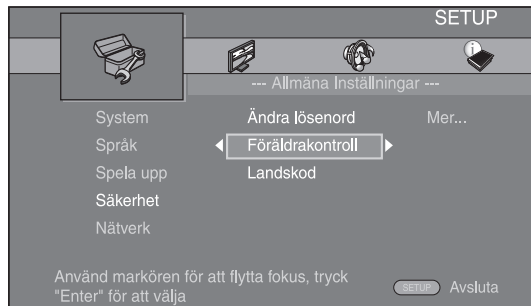 SETUP
--- Allmäna Inställningar ---
System
Ändra lösenord
Mer...
Språk
Föräldrakontroll
Spela upp
Landskod
Säkerhet
Nätverk
Använd markören för att flytta fokus, tryck
"Enter" för att välja
SETUP
Avsluta